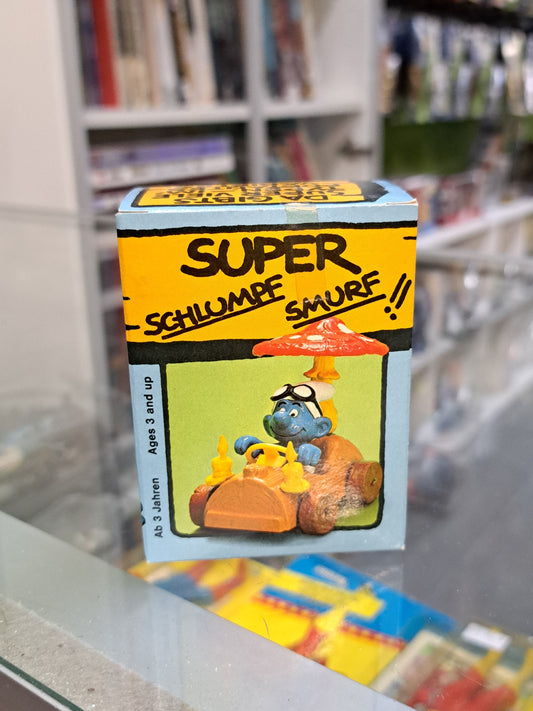 SUPER
SCHLUMPF SMURF !!
Ab 3 Jahren Ages 3 and up